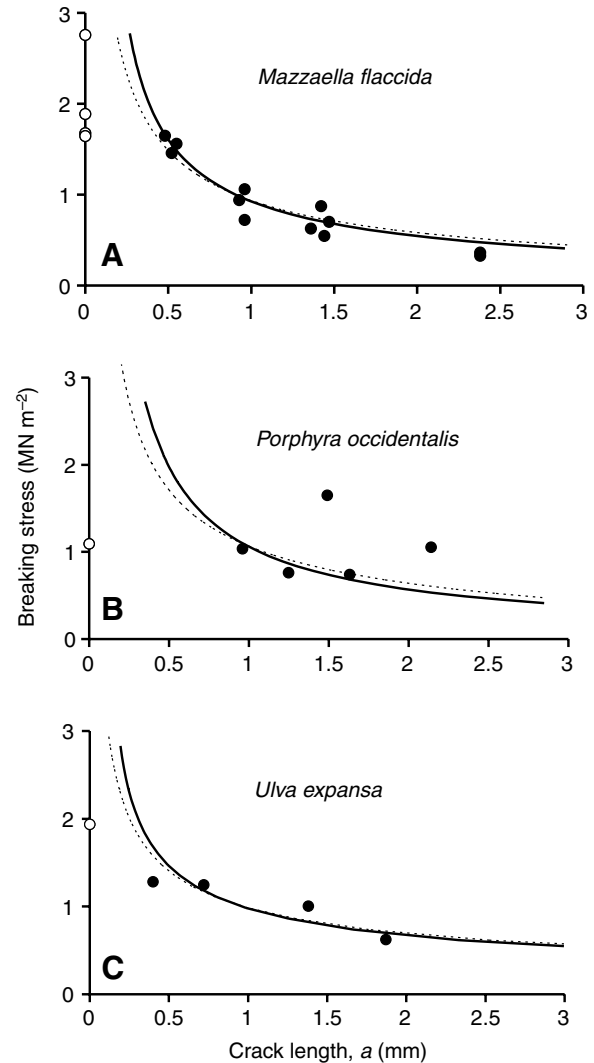 3
2
1
0
0 0.5 1 1.5 2 2.5 3
Mazzaella flaccida
A
Breaking stress (MN m⁻²)
3
2
1
0
0 0.5 1 1.5 2 2.5 3
Porphyra occidentalis
B
3
2
1
0
0 0.5 1 1.5 2 2.5 3
Ulva expansa
C
Crack length, a (mm)